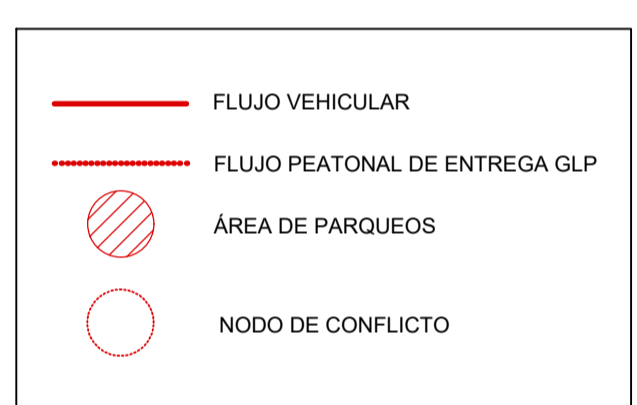 FLUJO VEHICULAR
FLUJO PEATONAL DE ENTREGA GLP
ÁREA DE PARQUEOS
NODO DE CONFLICTO